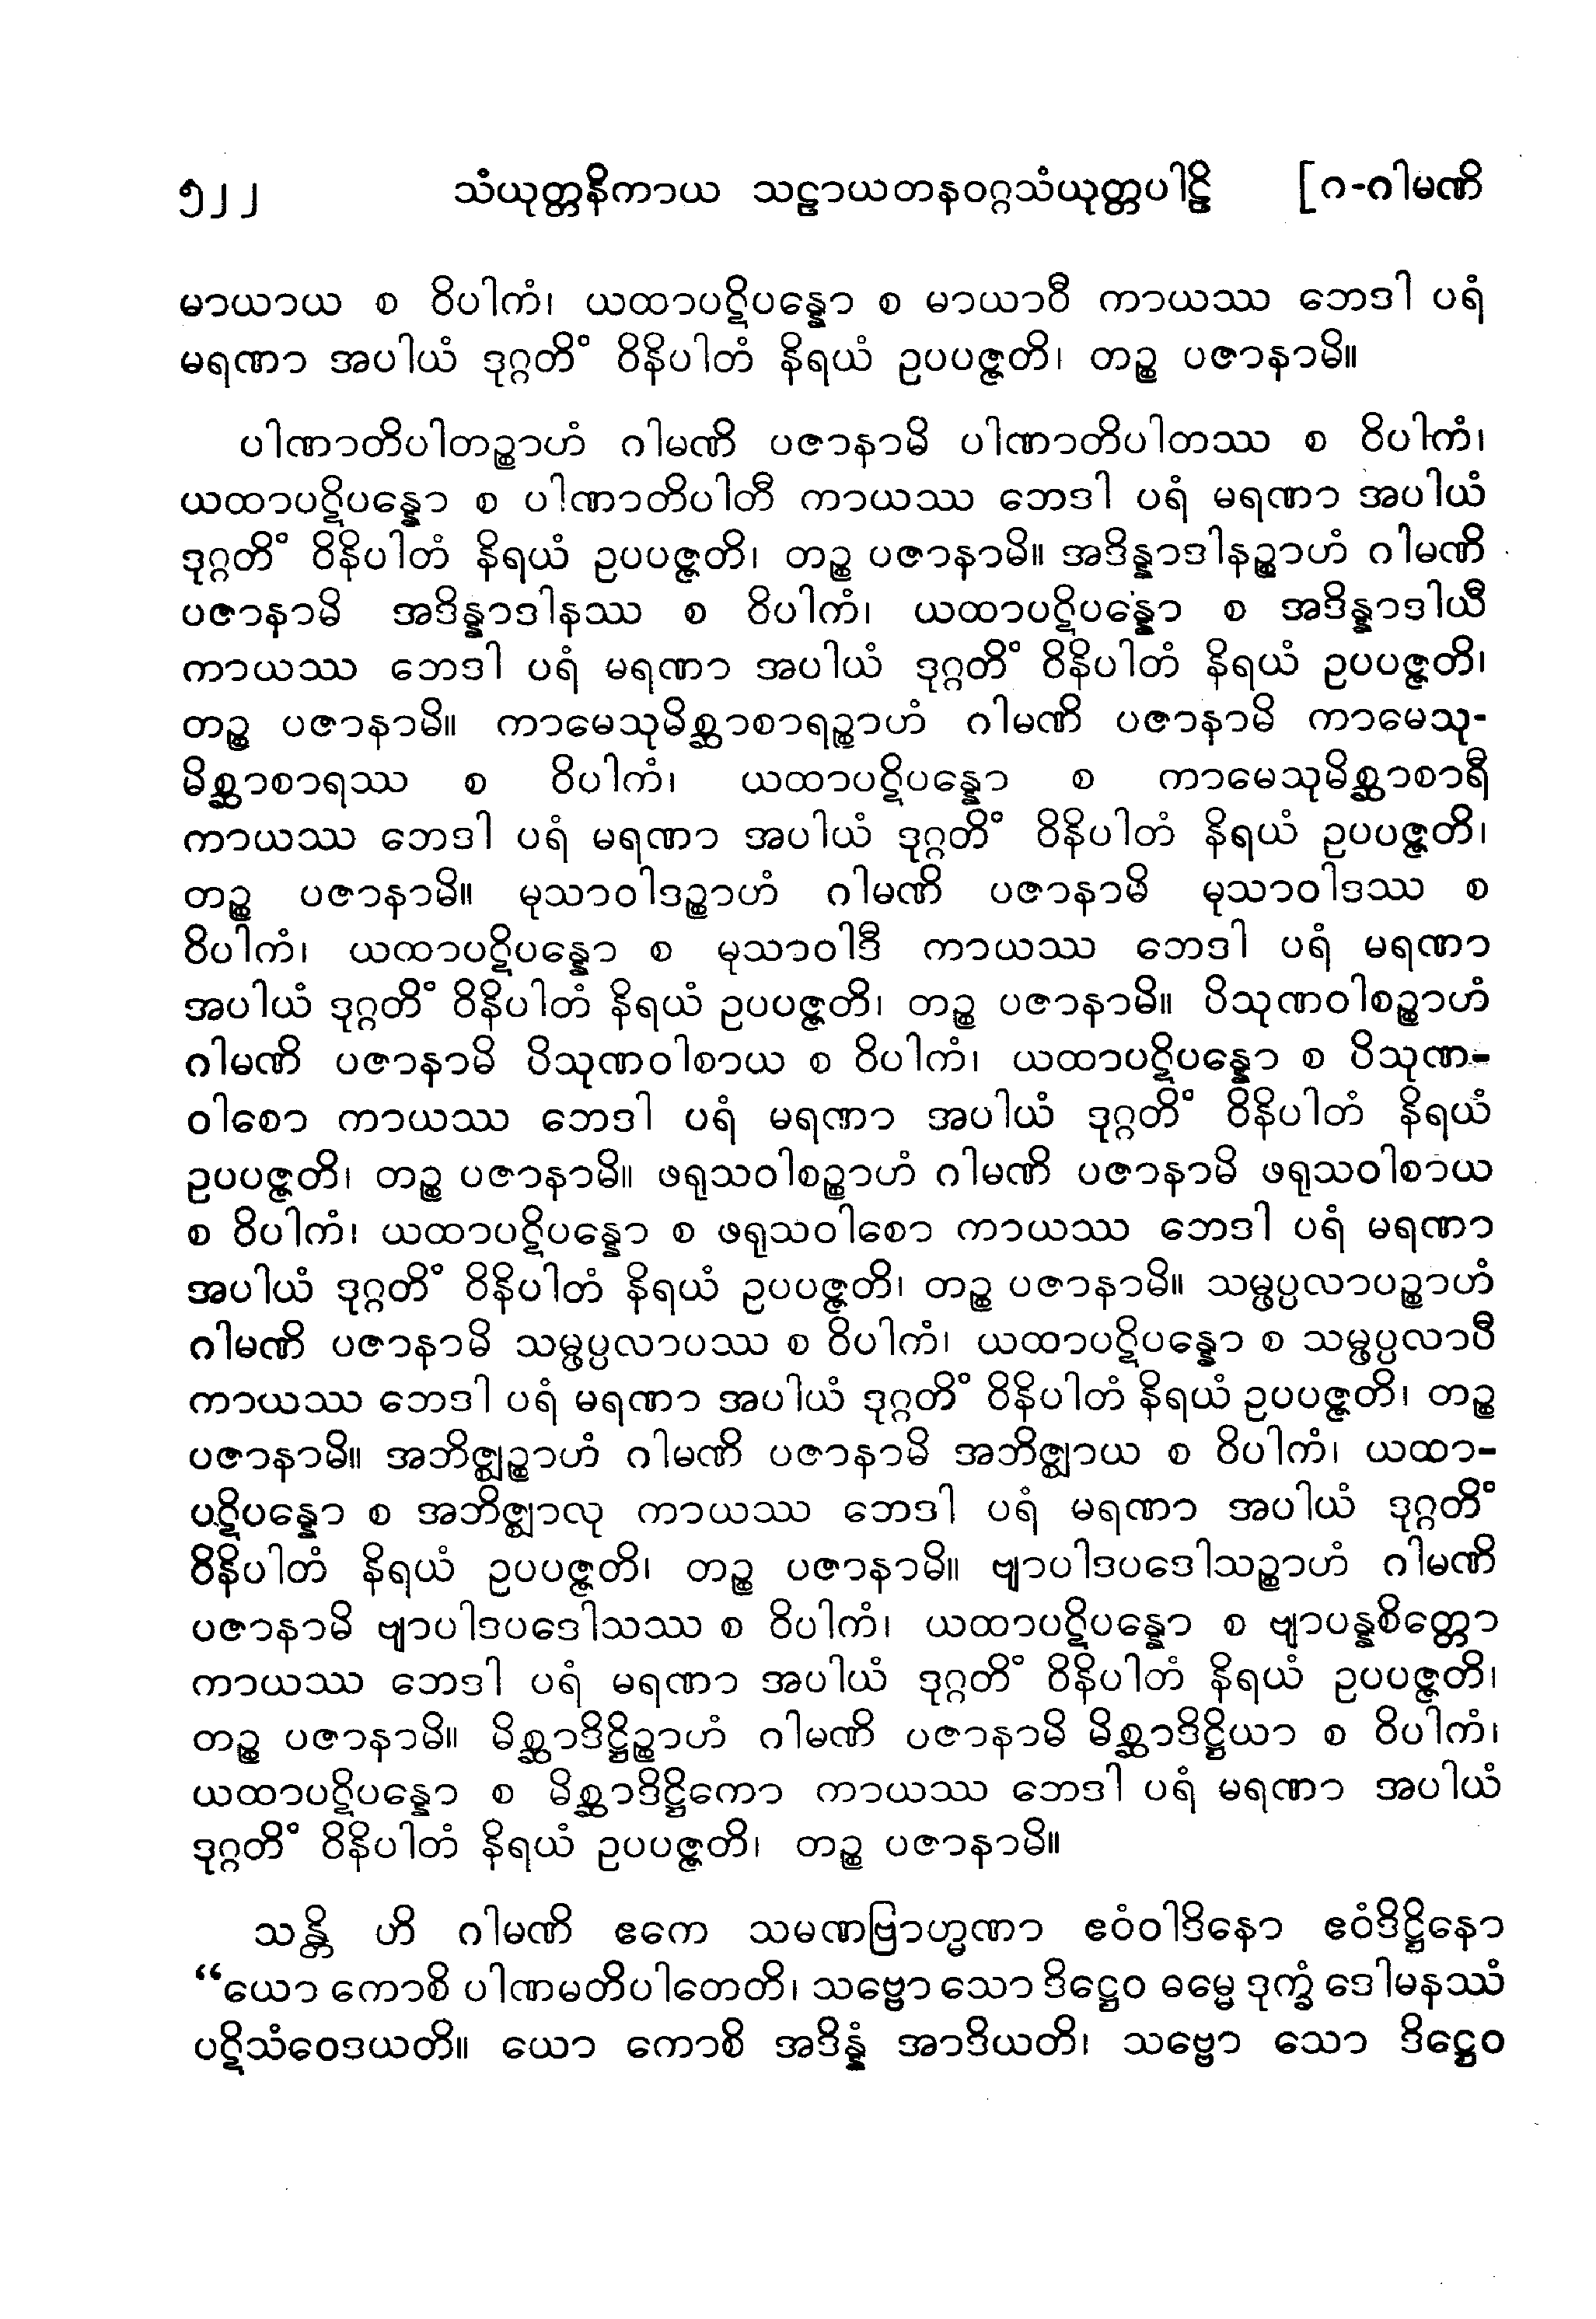 ၅၂၂ သံယုတ္တနိကာယ သဠာယတနဝဂ္ဂသံယုတ္တပါဠိ [ဂ-ဂါမဏိ
မာယာယ စ ဝိပါကံ၊ ယထာပဋိပန္နော စ မာယာဝီ ကာယဿ ဘေဒါ ပရံ
မရဏာ အပါယံ ဒုဂ္ဂတိံ ဝိနိပါတံ နိရယံ ဥပပဇ္ဇတိ၊ တဉ္စ ပဇာနာမိ။
ပါဏာတိပါတဉ္စာဟံ ဂါမဏိ ပဇာနာမိ ပါဏာတိပါတဿ စ ဝိပါကံ၊
ယထာပဋိပန္နော စ ပါဏာတိပါတီ ကာယဿ ဘေဒါ ပရံ မရဏာ အပါယံ
ဒုဂ္ဂတိံ ဝိနိပါတံ နိရယံ ဥပပဇ္ဇတိ၊ တဉ္စ ပဇာနာမိ။ အဒိန္နာဒါနဉ္စာဟံ ဂါမဏိ
ပဇာနာမိ အဒိန္နာဒါနဿ စ ဝိပါကံ၊ ယထာပဋိပန္နော စ အဒိန္နာဒါယီ
ကာယဿ ဘေဒါ ပရံ မရဏာ အပါယံ ဒုဂ္ဂတိံ ဝိနိပါတံ နိရယံ ဥပပဇ္ဇတိ၊
တဉ္စ ပဇာနာမိ။ ကာမေသုမိစ္ဆာစာရဉ္စာဟံ ဂါမဏိ ပဇာနာမိ ကာမေသု-
မိစ္ဆာစာရဿ စ ဝိပါကံ၊ ယထာပဋိပန္နော စ ကာမေသုမိစ္ဆာစာရီ
ကာယဿ ဘေဒါ ပရံ မရဏာ အပါယံ ဒုဂ္ဂတိံ ဝိနိပါတံ နိရယံ ဥပပဇ္ဇတိ၊
တဉ္စ ပဇာနာမိ။ မုသာဝါဒဉ္စာဟံ ဂါမဏိ ပဇာနာမိ မုသာဝါဒဿ စ
ဝိပါကံ၊ ယထာပဋိပန္နော စ မုသာဝါဒီ ကာယဿ ဘေဒါ ပရံ မရဏာ
အပါယံ ဒုဂ္ဂတိံ ဝိနိပါတံ နိရယံ ဥပပဇ္ဇတိ၊ တဉ္စ ပဇာနာမိ။ ပိသုဏဝါစဉ္စာဟံ
ဂါမဏိ ပဇာနာမိ ပိသုဏဝါစာယ စ ဝိပါကံ၊ ယထာပဋိပန္နော စ ပိသုဏ-
ဝါစော ကာယဿ ဘေဒါ ပရံ မရဏာ အပါယံ ဒုဂ္ဂတိံ ဝိနိပါတံ နိရယံ
ဥပပဇ္ဇတိ၊ တဉ္စ ပဇာနာမိ။ ဖရုသဝါစဉ္စာဟံ ဂါမဏိ ပဇာနာမိ ဖရုသဝါစာယ
စ ဝိပါကံ၊ ယထာပဋိပန္နော စ ဖရုသဝါစော ကာယဿ ဘေဒါ ပရံ မရဏာ
အပါယံ ဒုဂ္ဂတိံ ဝိနိပါတံ နိရယံ ဥပပဇ္ဇတိ၊ တဉ္စ ပဇာနာမိ။ သမ္ဖပ္ပလာပဉ္စာဟံ
ဂါမဏိ ပဇာနာမိ သမ္ဖပ္ပလာပဿ စ ဝိပါကံ၊ ယထာပဋိပန္နော စ သမ္ဖပ္ပလာပီ
ကာယဿ ဘေဒါ ပရံ မရဏာ အပါယံ ဒုဂ္ဂတိံ ဝိနိပါတံ နိရယံ ဥပပဇ္ဇတိ၊ တဉ္စ
ပဇာနာမိ။ အဘိဇ္ဈဉ္စာဟံ ဂါမဏိ ပဇာနာမိ အဘိဇ္ဈာယ စ ဝိပါကံ၊ ယထာ-
ပဋိပန္နော စ အဘိဇ္ဈာလု ကာယဿ ဘေဒါ ပရံ မရဏာ အပါယံ ဒုဂ္ဂတိံ
ဝိနိပါတံ နိရယံ ဥပပဇ္ဇတိ၊ တဉ္စ ပဇာနာမိ။ ဗျာပါဒပဒေါသဉ္စာဟံ ဂါမဏိ
ပဇာနာမိ ဗျာပါဒပဒေါသဿ စ ဝိပါကံ၊ ယထာပဋိပန္နော စ ဗျာပန္နစိတ္တော
ကာယဿ ဘေဒါ ပရံ မရဏာ အပါယံ ဒုဂ္ဂတိံ ဝိနိပါတံ နိရယံ ဥပပဇ္ဇတိ၊
တဉ္စ ပဇာနာမိ။ မိစ္ဆာဒိဋ္ဌိဉ္စာဟံ ဂါမဏိ ပဇာနာမိ မိစ္ဆာဒိဋ္ဌိယာ စ ဝိပါကံ၊
ယထာပဋိပန္နော စ မိစ္ဆာဒိဋ္ဌိကော ကာယဿ ဘေဒါ ပရံ မရဏာ အပါယံ
ဒုဂ္ဂတိံ ဝိနိပါတံ နိရယံ ဥပပဇ္ဇတိ၊ တဉ္စ ပဇာနာမိ။
သန္တိ ဟိ ဂါမဏိ ဧကေ သမဏဗြာဟ္မဏာ ဧဝံဝါဒိနော ဧဝံဒိဋ္ဌိနော
“ယော ကောစိ ပါဏမတိပါတေတိ၊ သဗ္ဗော သော ဒိဋ္ဌေဝ ဓမ္မေ ဒုက္ခံ ဒေါမနဿံ
ပဋိသံဝေဒယတိ။ ယော ကောစိ အဒိန္နံ အာဒိယတိ၊ သဗ္ဗော သော ဒိဋ္ဌေဝ